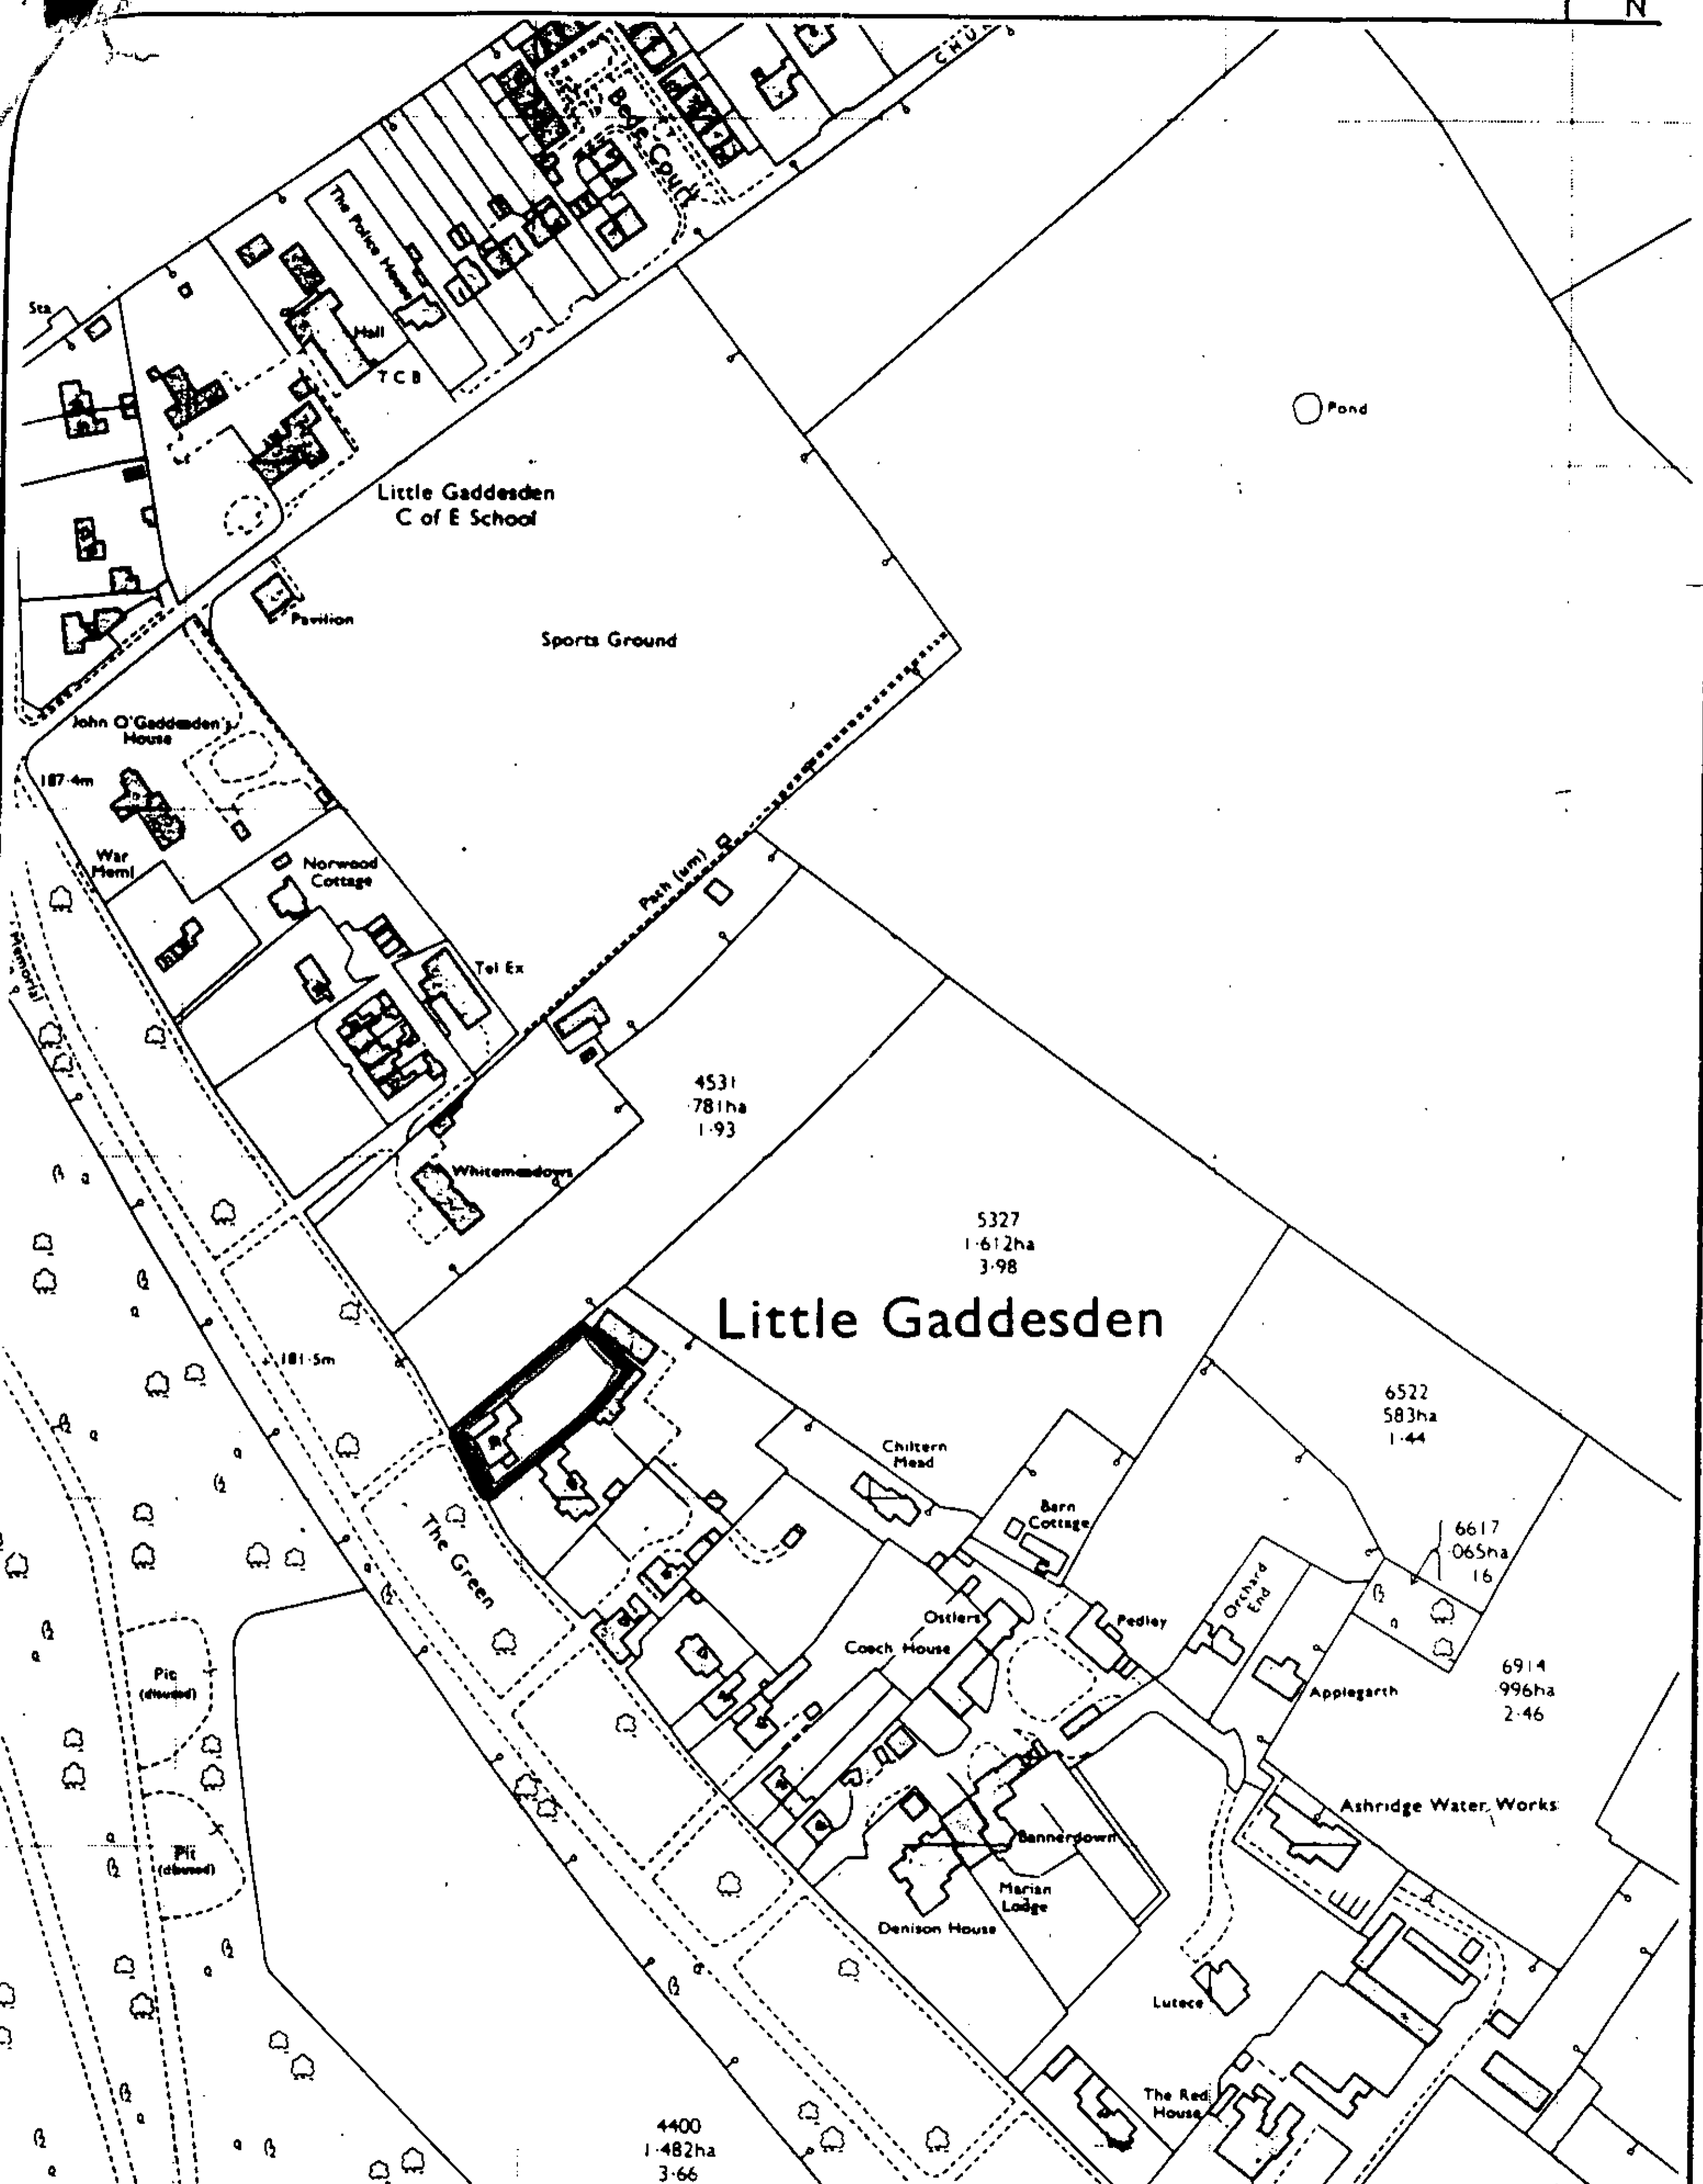 N
CHU
Bede Court
The Police House
Sta
Hall
T C B
Pond
Little Gaddesden
C of E School
Pavilion
Sports Ground
John O'Gaddesden's
House
187·4m
War
Meml
Norwood
Cottage
Path (um)
Memorial
Tel Ex
4531
·781ha
1·93
Whitemeadows
5327
1·612ha
3·98
Little Gaddesden
181·5m
6522
583ha
1·44
Chiltern
Mead
Barn
Cottage
6617
·065ha
16
The Green
Orchard
End
Ostlers
Pedley
Coach House
Pit
(disused)
6914
·996ha
2·46
Applegarth
Ashridge Water Works
Pit
(disused)
Bannerdown
Marian
Lodge
Denison House
Lutece
The Red
House
4400
1·482ha
3·66